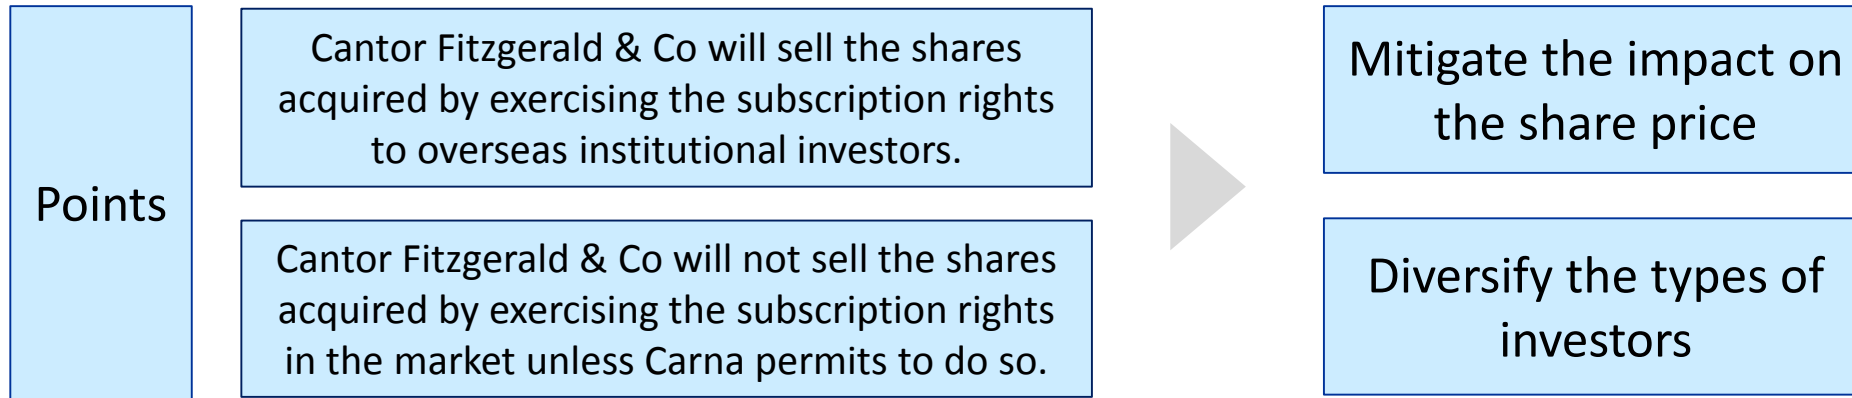 Points
Cantor Fitzgerald & Co will sell the shares
acquired by exercising the subscription rights
to overseas institutional investors.
Cantor Fitzgerald & Co will not sell the shares
acquired by exercising the subscription rights
in the market unless Carna permits to do so.
Mitigate the impact on
the share price
Diversify the types of
investors